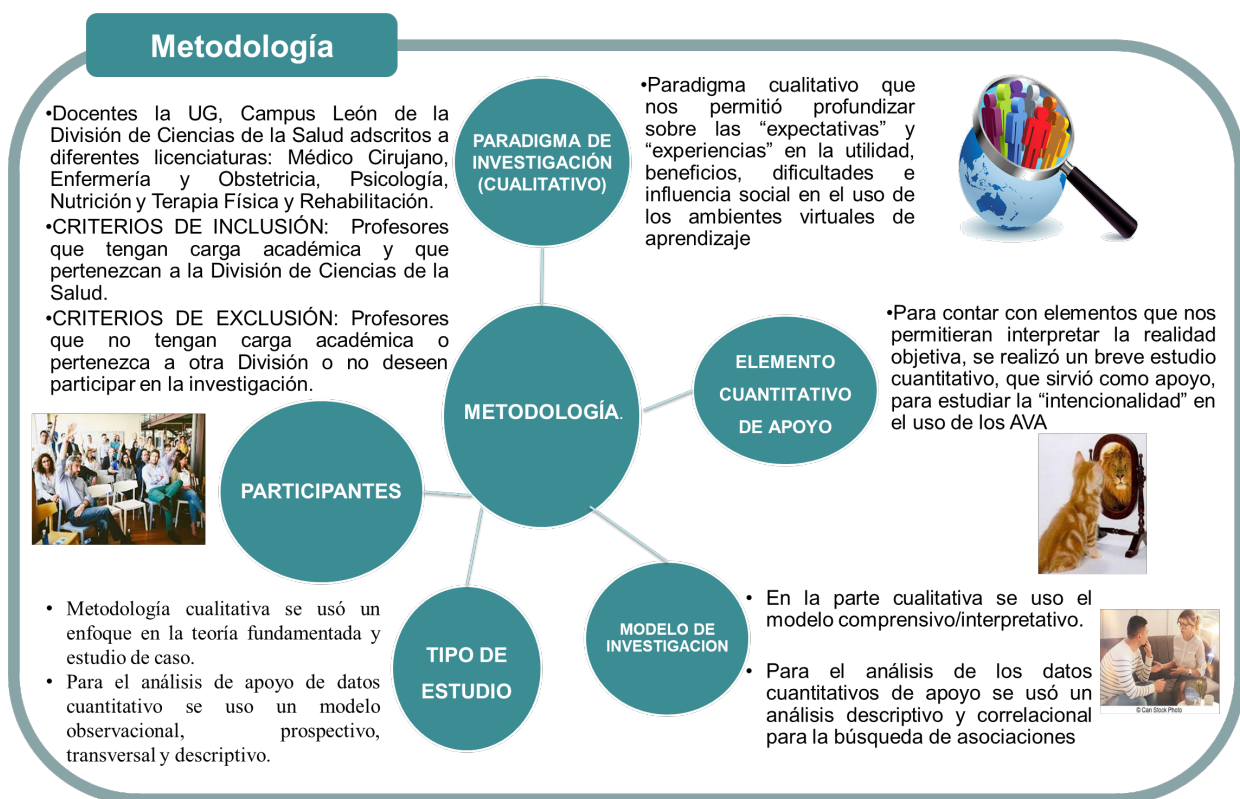 Metodología
•Docentes la UG, Campus León de la
División de Ciencias de la Salud adscritos a
diferentes licenciaturas: Médico Cirujano,
Enfermería y Obstetricia, Psicología,
Nutrición y Terapia Física y Rehabilitación.
•CRITERIOS DE INCLUSIÓN: Profesores
que tengan carga académica y que
pertenezcan a la División de Ciencias de la
Salud.
•CRITERIOS DE EXCLUSIÓN: Profesores
que no tengan carga académica o
pertenezca a otra División o no deseen
participar en la investigación.
PARADIGMA DE
INVESTIGACIÓN
(CUALITATIVO)
•Paradigma cualitativo que
nos permitió profundizar
sobre las “expectativas” y
“experiencias” en la utilidad,
beneficios, dificultades e
influencia social en el uso de
los ambientes virtuales de
aprendizaje
METODOLOGÍA.
ELEMENTO
CUANTITATIVO
DE APOYO
•Para contar con elementos que nos
permitieran interpretar la realidad
objetiva, se realizó un breve estudio
cuantitativo, que sirvió como apoyo,
para estudiar la “intencionalidad” en
el uso de los AVA
PARTICIPANTES
• Metodología cualitativa se usó un
enfoque en la teoría fundamentada y
estudio de caso.
• Para el análisis de apoyo de datos
cuantitativo se uso un modelo
observacional, prospectivo,
transversal y descriptivo.
TIPO DE
ESTUDIO
MODELO DE
INVESTIGACION
• En la parte cualitativa se uso el
modelo comprensivo/interpretativo.
• Para el análisis de los datos
cuantitativos de apoyo se usó un
análisis descriptivo y correlacional
para la búsqueda de asociaciones
© Can Stock Photo